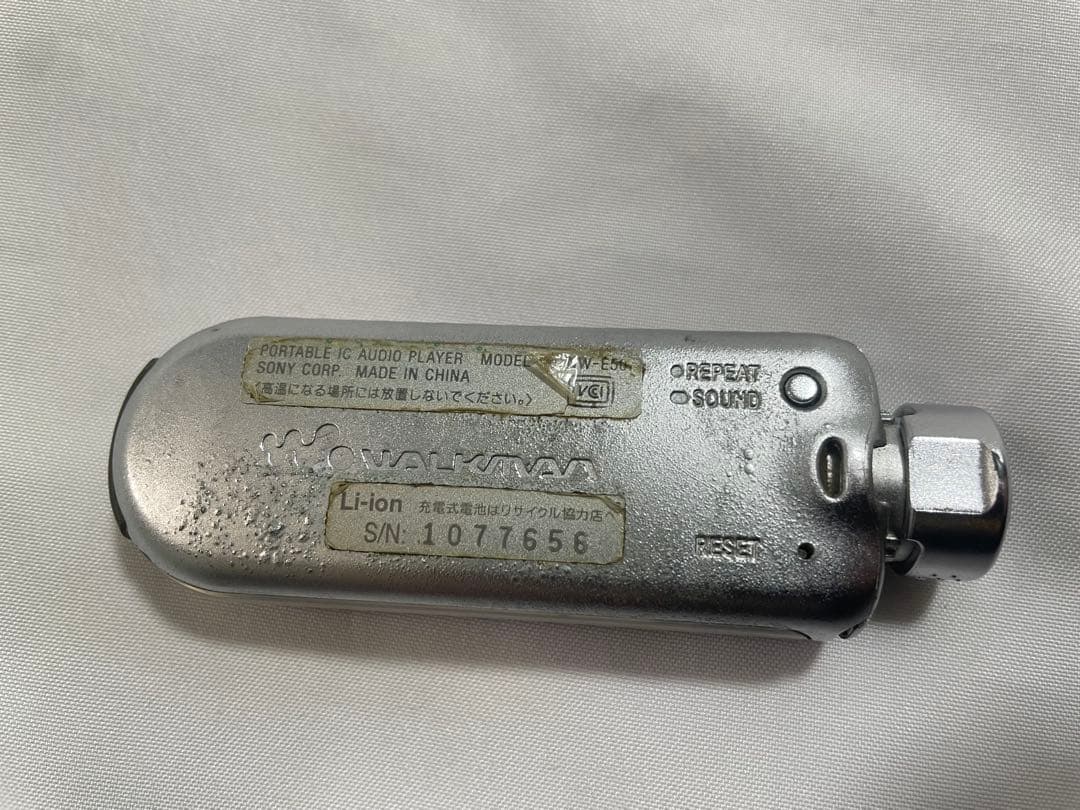 PORTABLE IC AUDIO PLAYER MODEL W-E50
SONY CORP. MADE IN CHINA
〈高温になる場所には放置しないでください。〉
VCI
REPEAT
SOUND
WALKMAN
Li-ion 充電式電池はリサイクル協力店へ
S/N: 1077656
RESET